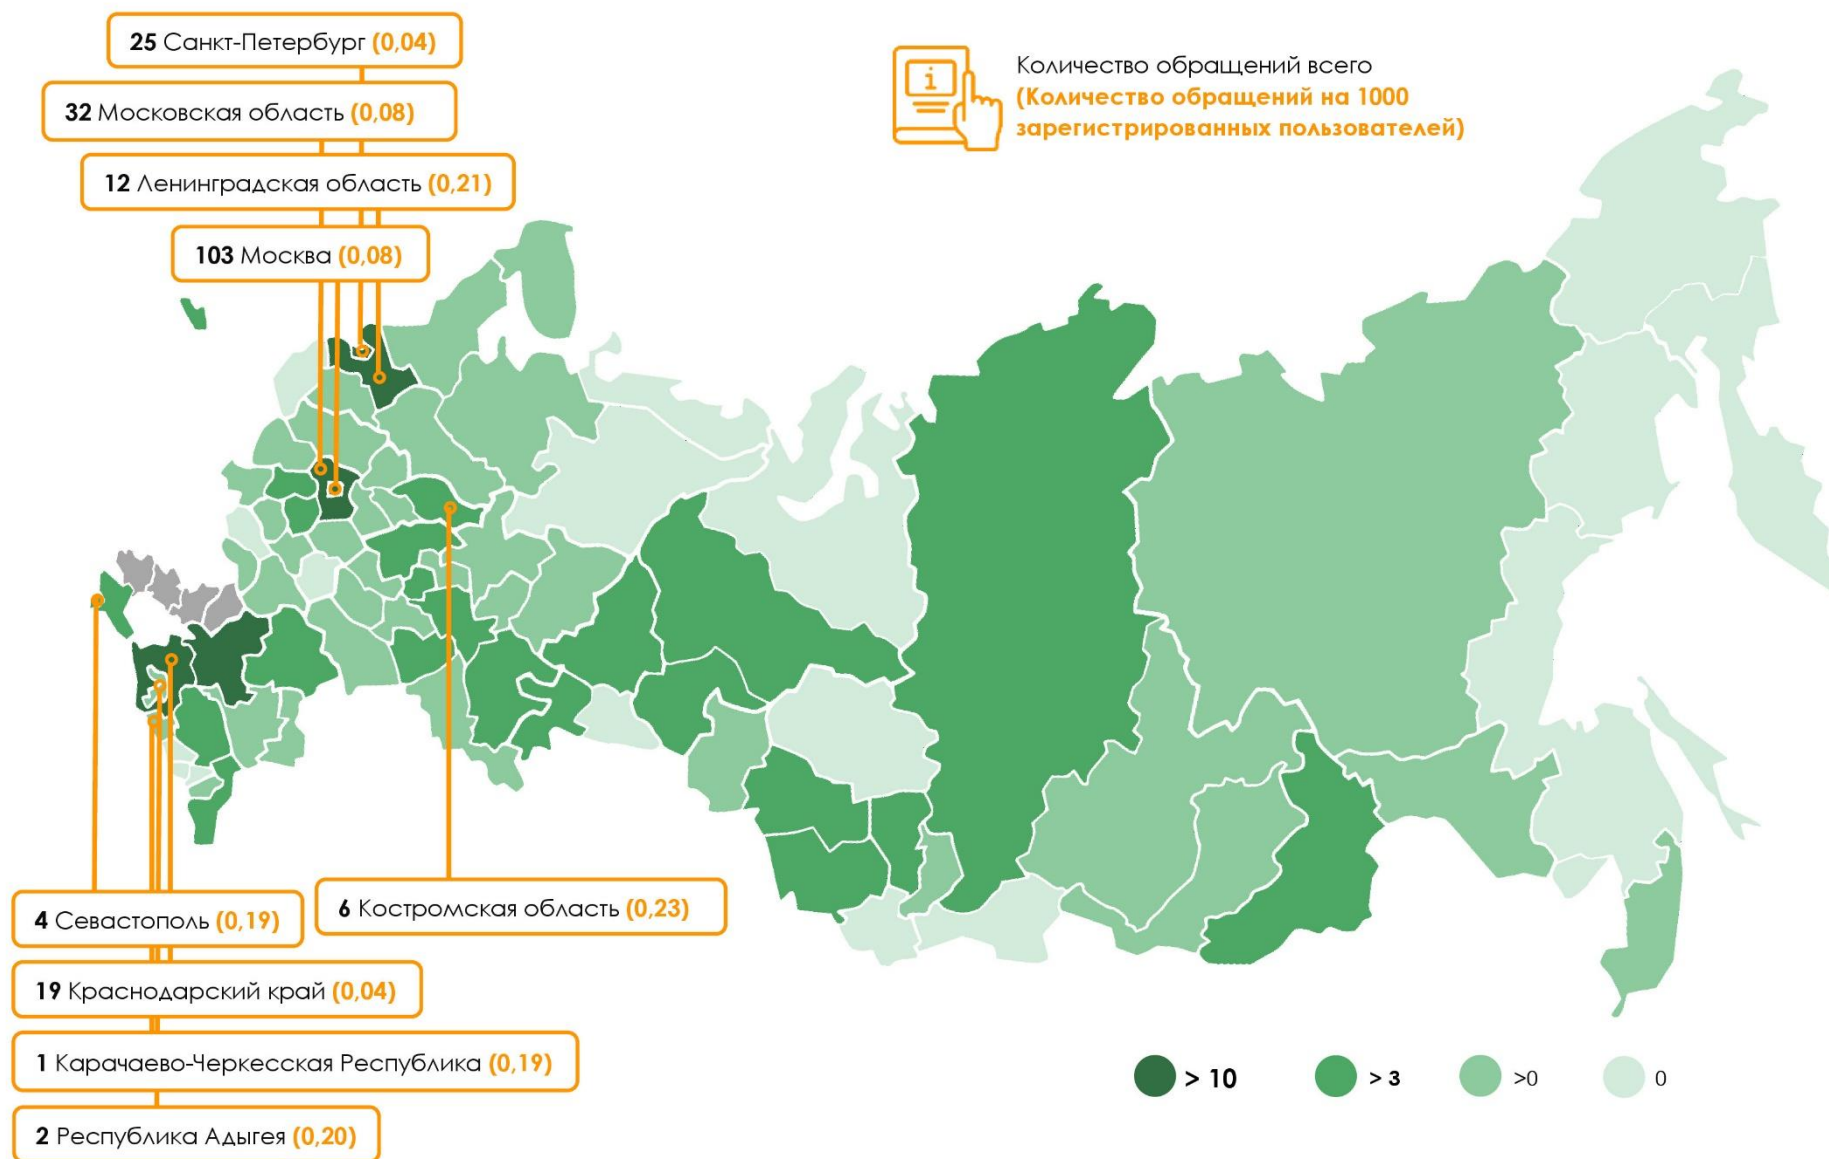 25 Санкт-Петербург (0,04)
32 Московская область (0,08)
12 Ленинградская область (0,21)
103 Москва (0,08)
i
Количество обращений всего
(Количество обращений на 1000
зарегистрированных пользователей)
4 Севастополь (0,19)
6 Костромская область (0,23)
19 Краснодарский край (0,04)
1 Карачаево-Черкесская Республика (0,19)
2 Республика Адыгея (0,20)
> 10
> 3
>0
0